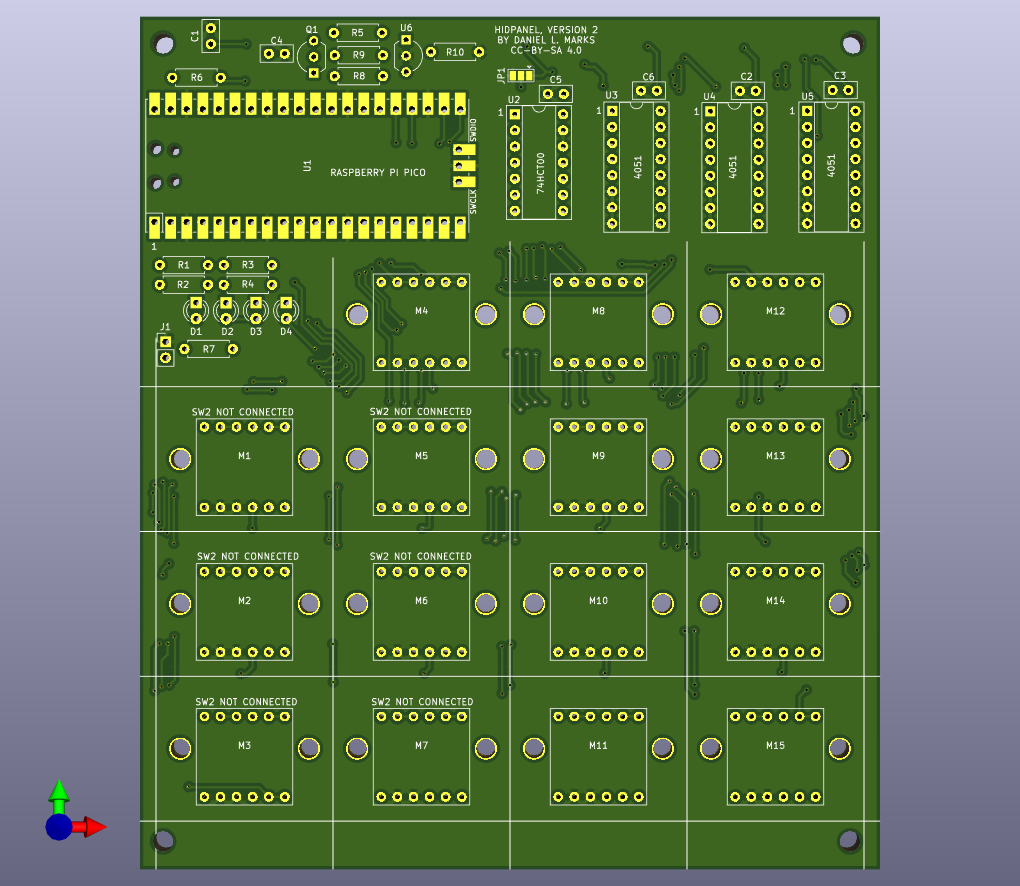 C1
C4
Q1
R5
U6
R9
R10
R6
R8
HIDPANEL, VERSION 2
BY DANIEL L. MARKS
CC-BY-SA 4.0
JP1
C5
C6
C2
C3
U2
U3
U4
U5
1
1
1
1
74HCT00
4051
4051
4051
U1
RASPBERRY PI PICO
SWDIO
SWCLK
1
R1
R3
R2
R4
D1
D2
D3
D4
J1
R7
M4
M8
M12
SW2 NOT CONNECTED
SW2 NOT CONNECTED
M1
M5
M9
M13
SW2 NOT CONNECTED
SW2 NOT CONNECTED
M2
M6
M10
M14
SW2 NOT CONNECTED
SW2 NOT CONNECTED
M3
M7
M11
M15